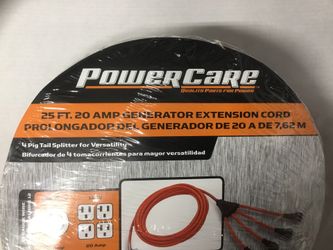 PowerCare
Quality Parts for Power
25 FT. 20 AMP GENERATOR EXTENSION CORD
PROLONGADOR DEL GENERADOR DE 20 A DE 7,62 M
4 Pig Tail Splitter for Versatility
Bifurcador de 4 tomacorrientes para mayor versatilidad
20 Amp